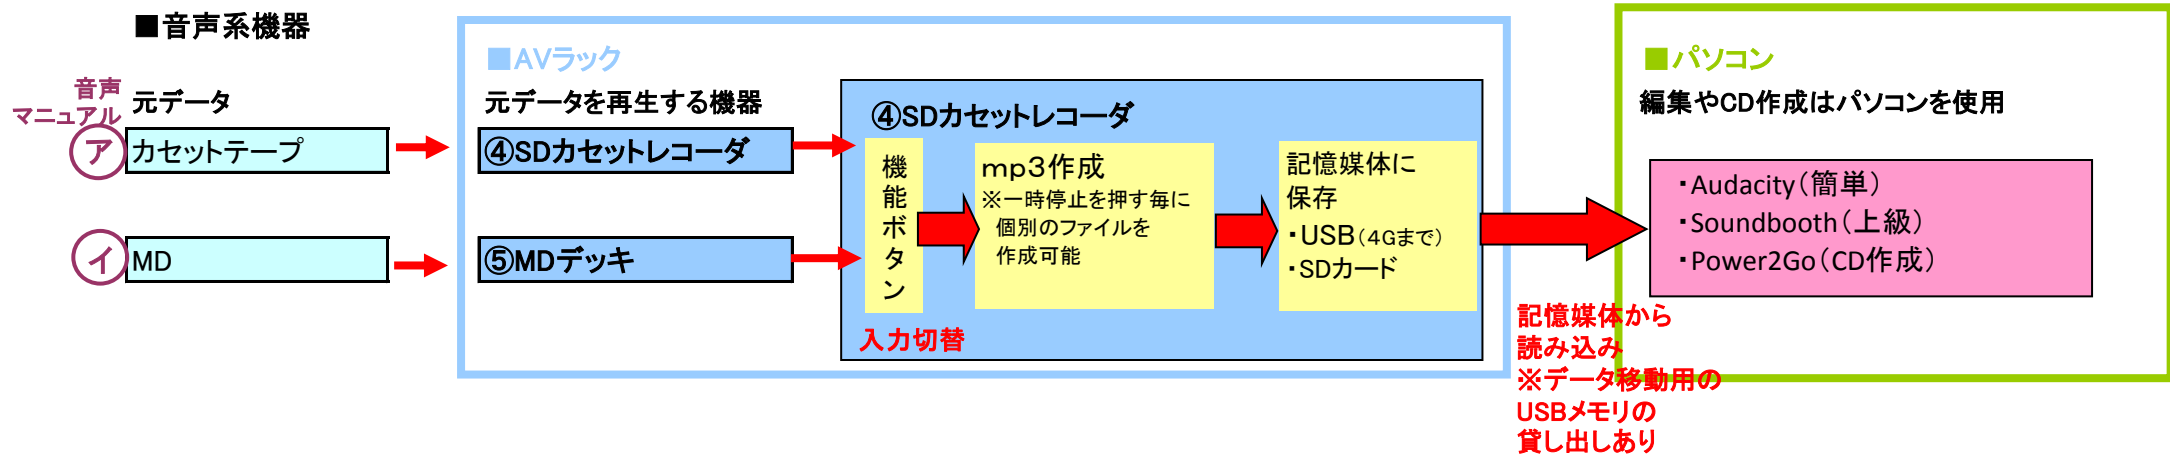 ■音声系機器
音声
マニュアル
元データ
ア
カセットテープ
イ
MD
■AVラック
元データを再生する機器
④SDカセットレコーダ
⑤MDデッキ
④SDカセットレコーダ
機能ボタン
入力切替
mp3作成
※一時停止を押す毎に
個別のファイルを
作成可能
記憶媒体に
保存
・USB(4Gまで)
・SDカード
■パソコン
編集やCD作成はパソコンを使用
・Audacity(簡単)
・Soundbooth(上級)
・Power2Go(CD作成)
記憶媒体から
読み込み
※データ移動用の
USBメモリの
貸し出しあり